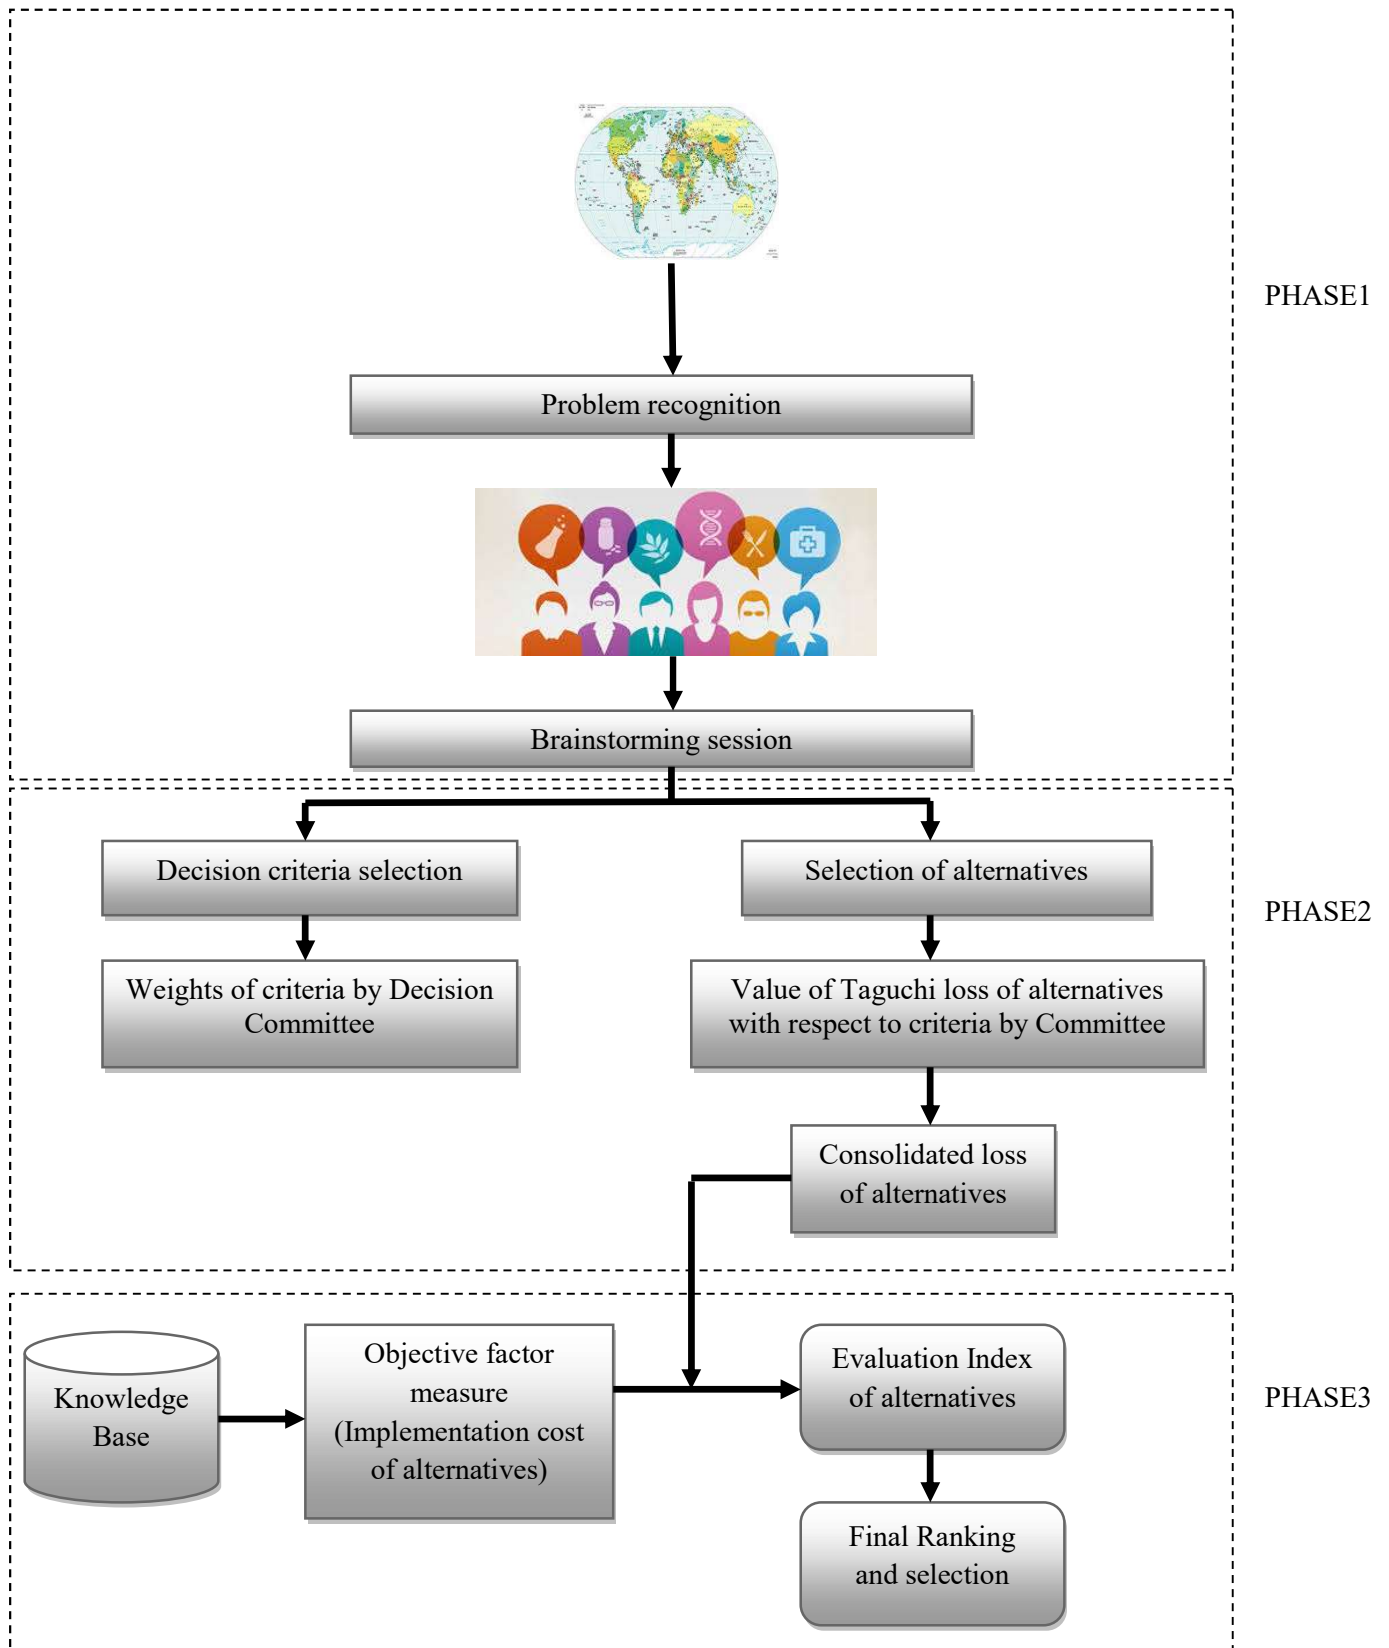 PHASE1
Problem recognition
Brainstorming session
Decision criteria selection
Selection of alternatives
PHASE2
Weights of criteria by Decision
Committee
Value of Taguchi loss of alternatives
with respect to criteria by Committee
Consolidated loss
of alternatives
Knowledge
Base
Objective factor
measure
(Implementation cost
of alternatives)
Evaluation Index
of alternatives
PHASE3
Final Ranking
and selection